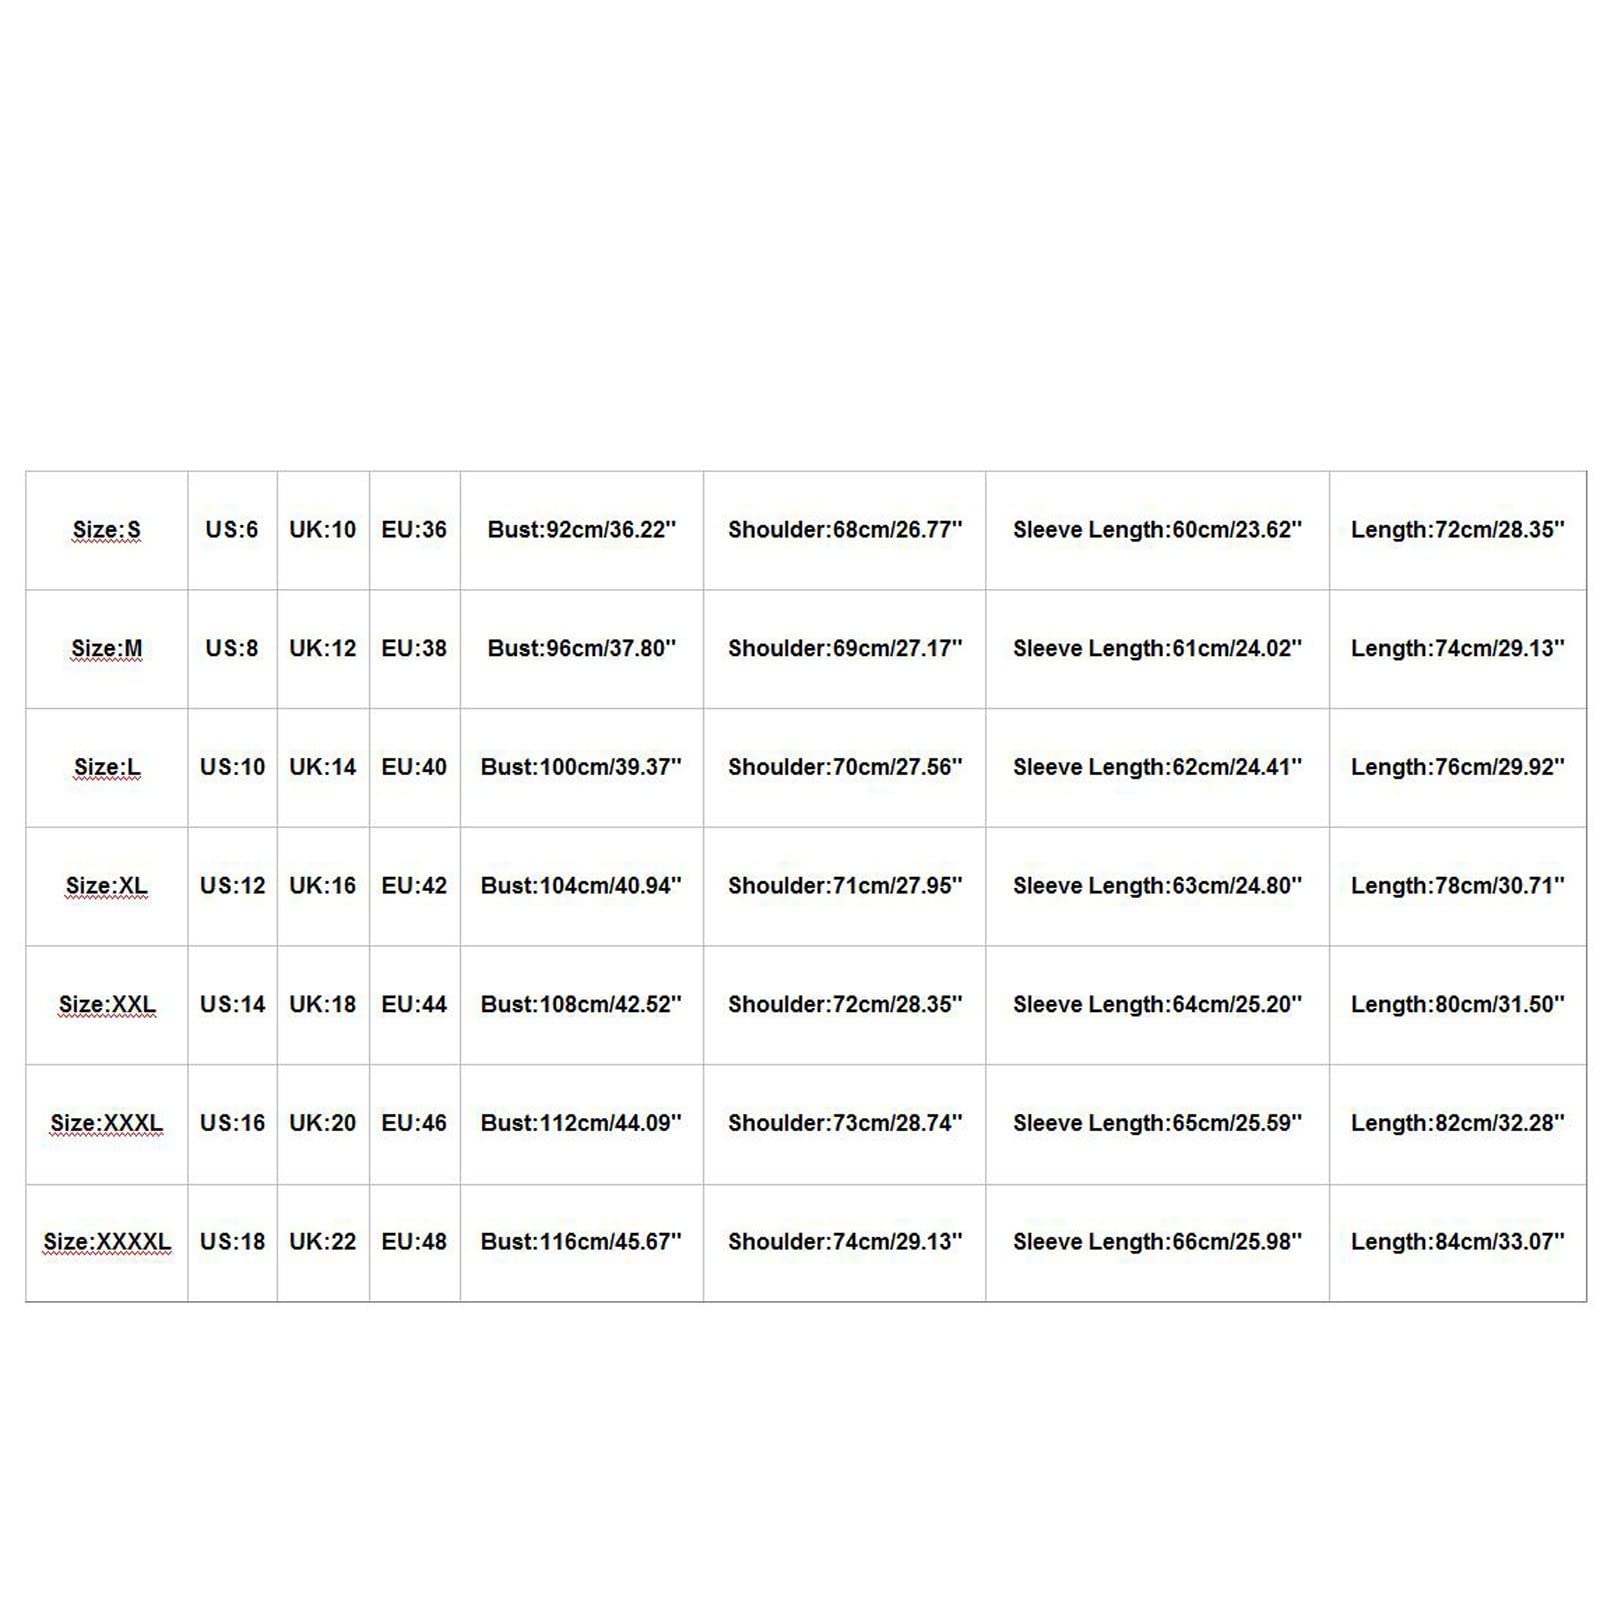 Size:S US:6 UK:10 EU:36 Bust:92cm/36.22'' Shoulder:68cm/26.77'' Sleeve Length:60cm/23.62'' Length:72cm/28.35''
Size:M US:8 UK:12 EU:38 Bust:96cm/37.80'' Shoulder:69cm/27.17'' Sleeve Length:61cm/24.02'' Length:74cm/29.13''
Size:L US:10 UK:14 EU:40 Bust:100cm/39.37'' Shoulder:70cm/27.56'' Sleeve Length:62cm/24.41'' Length:76cm/29.92''
Size:XL US:12 UK:16 EU:42 Bust:104cm/40.94'' Shoulder:71cm/27.95'' Sleeve Length:63cm/24.80'' Length:78cm/30.71''
Size:XXL US:14 UK:18 EU:44 Bust:108cm/42.52'' Shoulder:72cm/28.35'' Sleeve Length:64cm/25.20'' Length:80cm/31.50''
Size:XXXL US:16 UK:20 EU:46 Bust:112cm/44.09'' Shoulder:73cm/28.74'' Sleeve Length:65cm/25.59'' Length:82cm/32.28''
Size:XXXXL US:18 UK:22 EU:48 Bust:116cm/45.67'' Shoulder:74cm/29.13'' Sleeve Length:66cm/25.98'' Length:84cm/33.07''